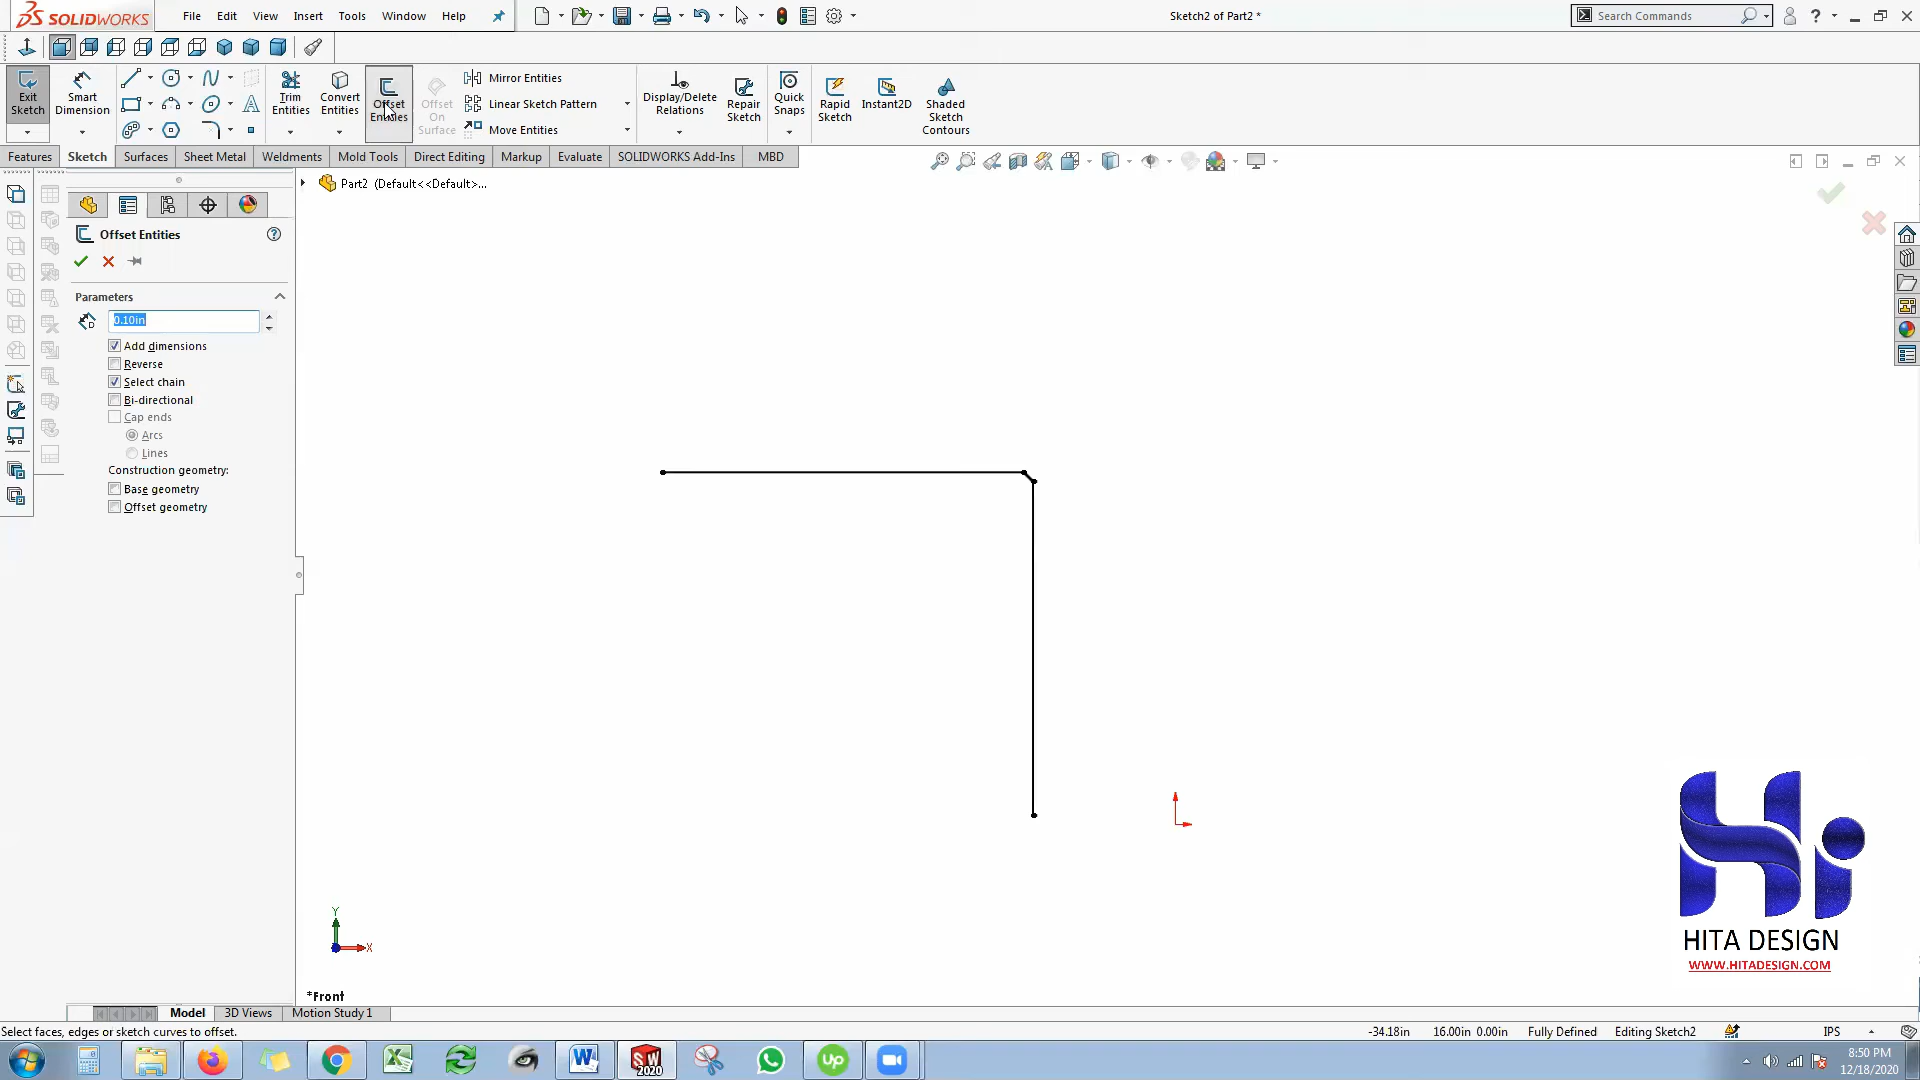 SOLIDWORKS File Edit View Insert Tools Window Help Sketch2 of Part2 * Search Commands
Exit Sketch Smart Dimension Trim Entities Convert Entities Offset Entities Offset On Surface Mirror Entities Linear Sketch Pattern Move Entities Display/Delete Relations Repair Sketch Quick Snaps Rapid Sketch Instant2D Shaded Sketch Contours
Features Sketch Surfaces Sheet Metal Weldments Mold Tools Direct Editing Markup Evaluate SOLIDWORKS Add-Ins MBD
Part2 (Default<<Default>...
Offset Entities
Parameters
0.10in
Add dimensions
Reverse
Select chain
Bi-directional
Cap ends
Arcs
Lines
Construction geometry:
Base geometry
Offset geometry
Y
X
*Front
HITA DESIGN
WWW.HITADESIGN.COM
Model 3D Views Motion Study 1
Select faces, edges or sketch curves to offset. -34.18in 16.00in 0.00in Fully Defined Editing Sketch2 IPS
SW 2020 Up
8:50 PM
12/18/2020